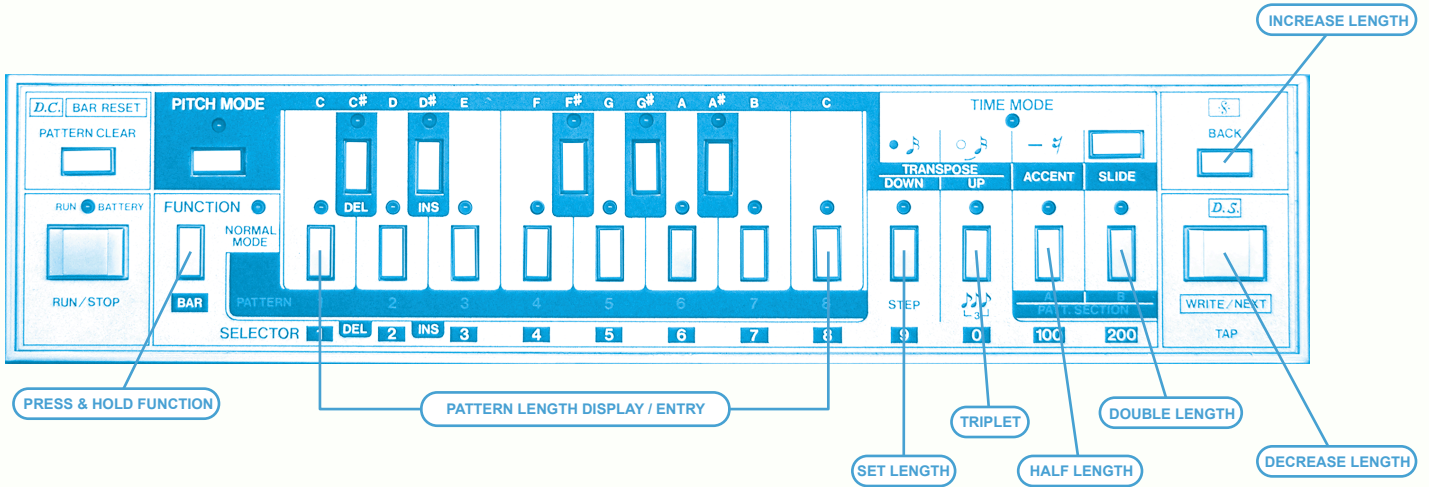 INCREASE LENGTH
D.C. BAR RESET
PATTERN CLEAR
PITCH MODE
C C# D D# E F F# G G# A A# B C
TIME MODE
BACK
TRANSPOSE
DOWN UP
ACCENT
SLIDE
RUN BATTERY
FUNCTION
NORMAL
MODE
DEL INS
D.S.
RUN/STOP
BAR
PATTERN 1 2 3 4 5 6 7 8
STEP
3
A B
PATT. SECTION
WRITE/NEXT
TAP
SELECTOR 1 DEL 2 INS 3 4 5 6 7 8 9 0 100 200
PRESS & HOLD FUNCTION
PATTERN LENGTH DISPLAY / ENTRY
TRIPLET
DOUBLE LENGTH
SET LENGTH
HALF LENGTH
DECREASE LENGTH